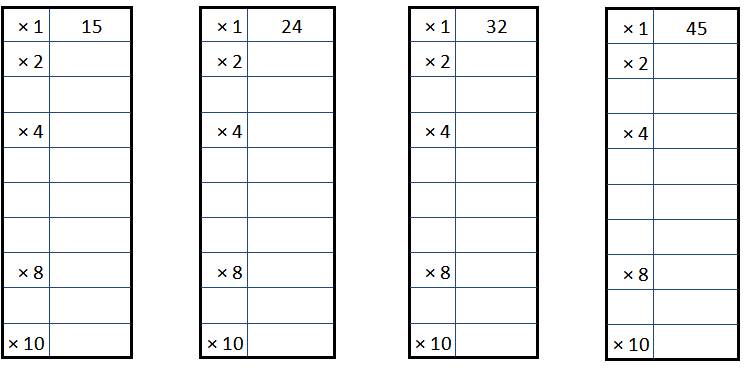 × 1 15 × 1 24 × 1 32 × 1 45
× 2 × 2 × 2 × 2
× 4 × 4 × 4 × 4
× 8 × 8 × 8 × 8
× 10 × 10 × 10 × 10